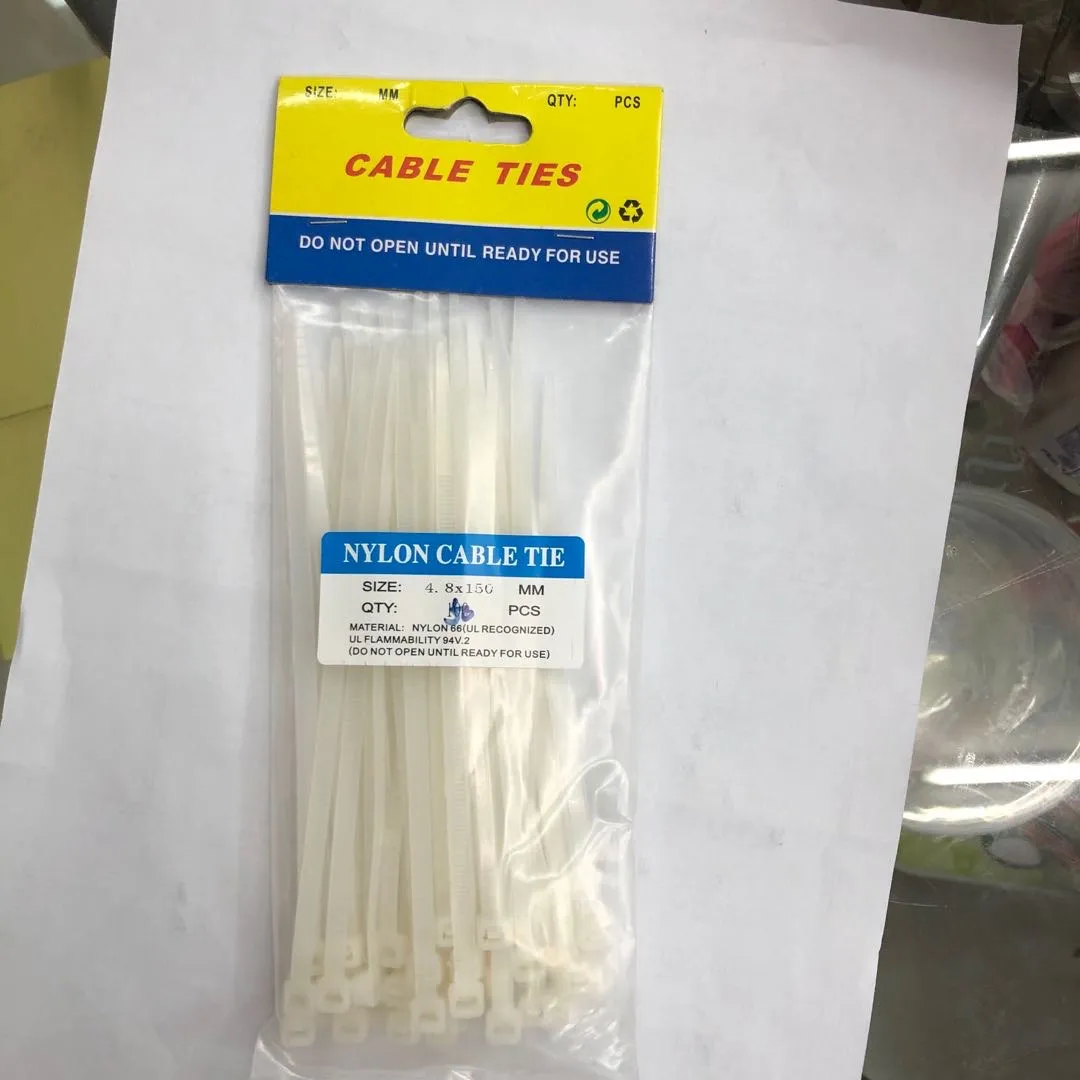 SIZE: MM QTY: PCS
CABLE TIES
DO NOT OPEN UNTIL READY FOR USE
NYLON CABLE TIE
SIZE: 4.8x150 MM
QTY: PCS
MATERIAL: NYLON 66(UL RECOGNIZED)
UL FLAMMABILITY 94V.2
(DO NOT OPEN UNTIL READY FOR USE)